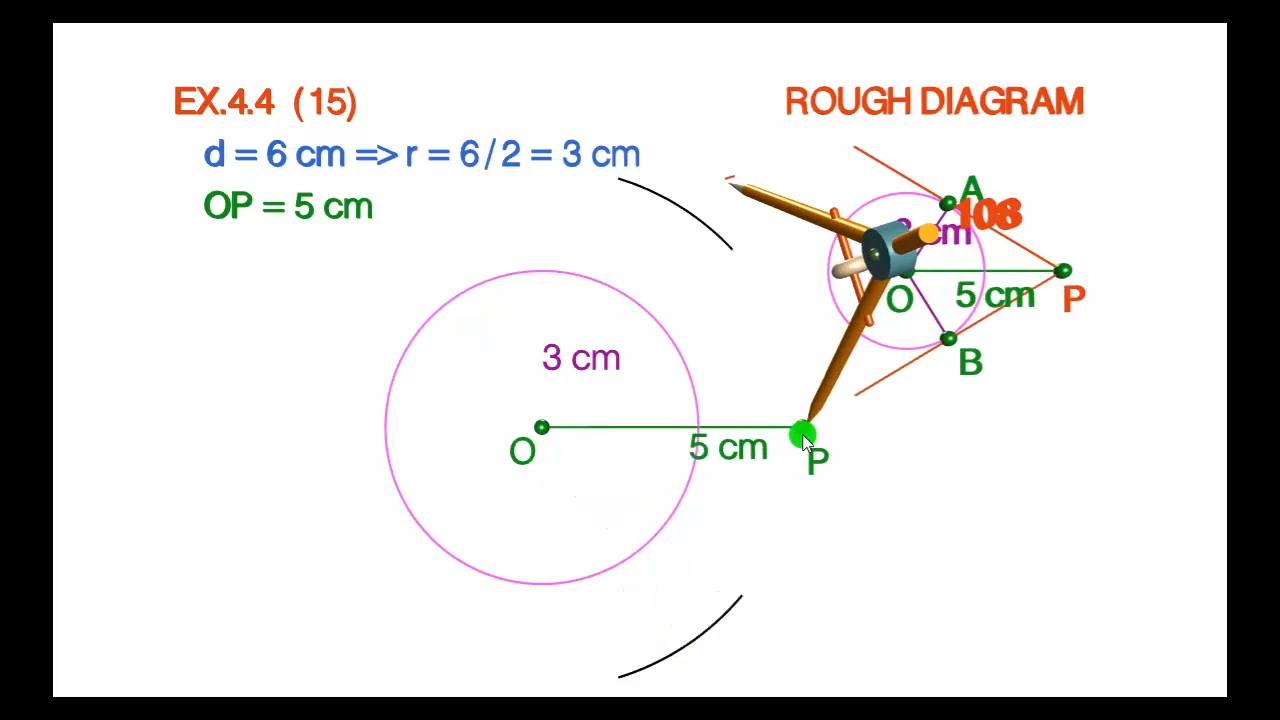 EX.4.4 (15)
d = 6 cm => r = 6/2 = 3 cm
OP = 5 cm
ROUGH DIAGRAM
A
cm
O
5 cm
P
B
3 cm
O
5 cm
P